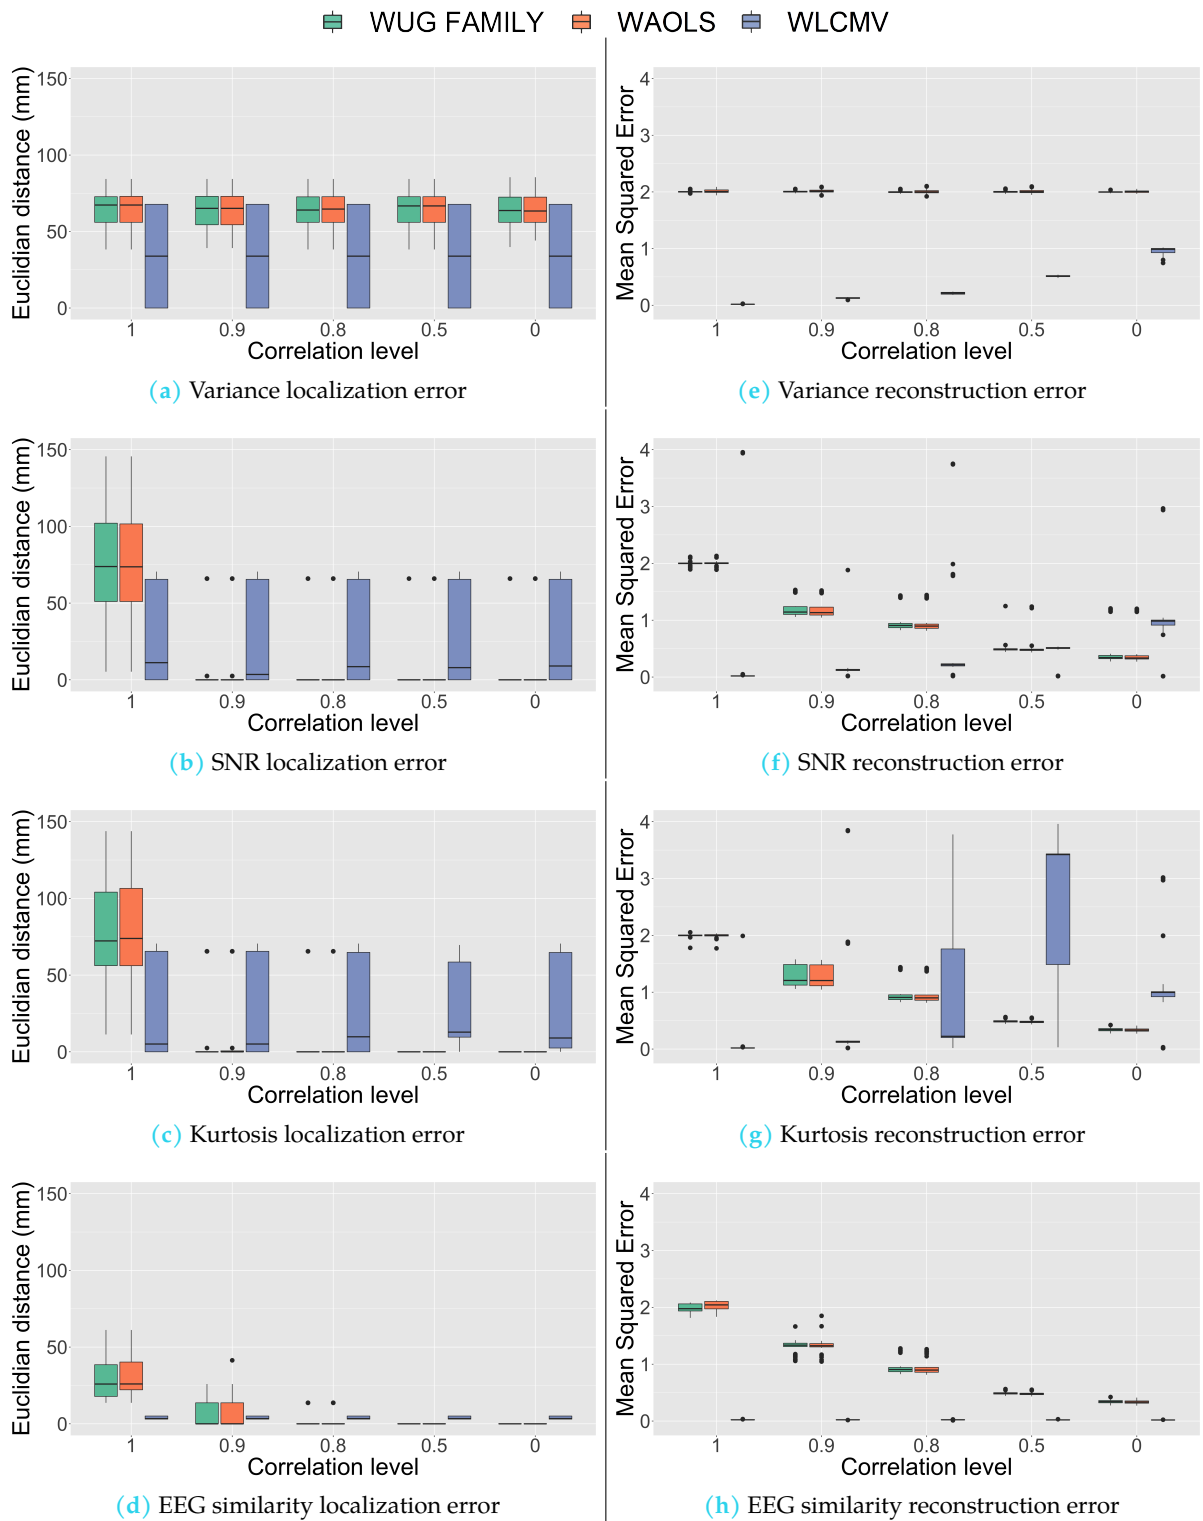 WUG FAMILY WAOLS WLCMV
Euclidian distance (mm)
150
100
50
0
1 0.9 0.8 0.5 0
Correlation level
(a) Variance localization error
Mean Squared Error
4
3
2
1
0
1 0.9 0.8 0.5 0
Correlation level
(e) Variance reconstruction error
Euclidian distance (mm)
150
100
50
0
1 0.9 0.8 0.5 0
Correlation level
(b) SNR localization error
Mean Squared Error
4
3
2
1
0
1 0.9 0.8 0.5 0
Correlation level
(f) SNR reconstruction error
Euclidian distance (mm)
150
100
50
0
1 0.9 0.8 0.5 0
Correlation level
(c) Kurtosis localization error
Mean Squared Error
4
3
2
1
0
1 0.9 0.8 0.5 0
Correlation level
(g) Kurtosis reconstruction error
Euclidian distance (mm)
150
100
50
0
1 0.9 0.8 0.5 0
Correlation level
(d) EEG similarity localization error
Mean Squared Error
4
3
2
1
0
1 0.9 0.8 0.5 0
Correlation level
(h) EEG similarity reconstruction error